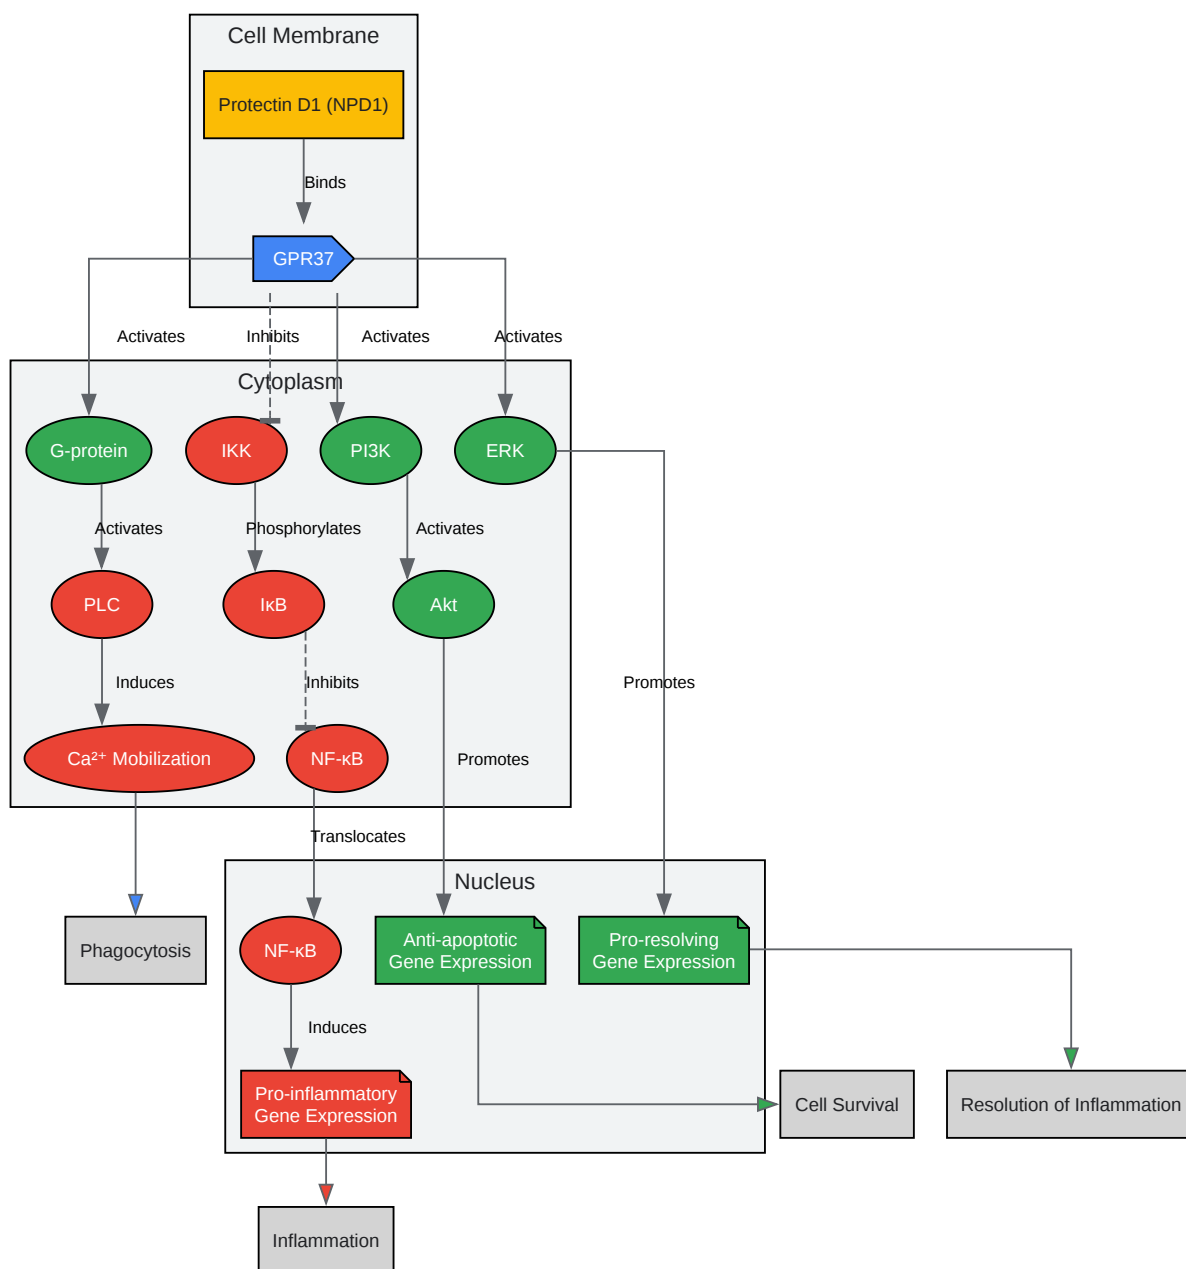 Cell Membrane
Protectin D1 (NPD1)
Binds
GPR37
Activates
Inhibits
Activates
Activates
Cytoplasm
G-protein
IKK
PI3K
ERK
Activates
Phosphorylates
Activates
PLC
IκB
Akt
Induces
Inhibits
Promotes
Ca²⁺ Mobilization
NF-κB
Promotes
Translocates
Nucleus
Phagocytosis
NF-κB
Anti-apoptotic
Gene Expression
Pro-resolving
Gene Expression
Induces
Pro-inflammatory
Gene Expression
Cell Survival
Resolution of Inflammation
Inflammation